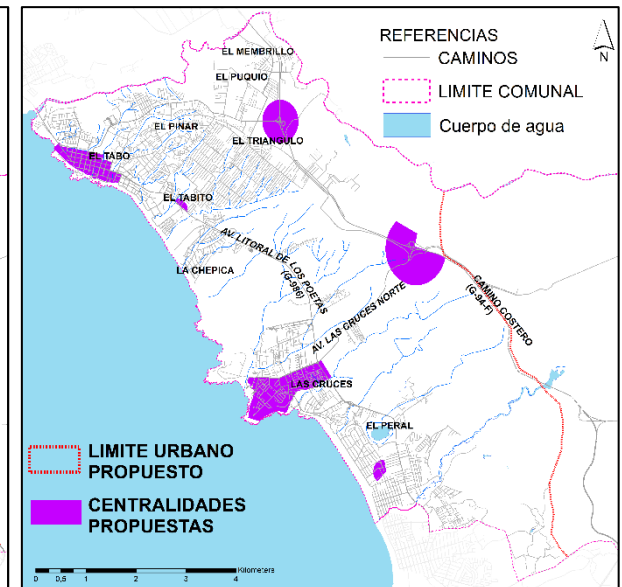 REFERENCIAS
CAMINOS
LIMITE COMUNAL
Cuerpo de agua
N
EL MEMBRILLO
EL PUQUIO
EL PINAR
EL TRIANGULO
EL TABO
EL TABITO
AV. LITORAL DE LOS POETAS
(G-986)
LA CHEPICA
AV. LAS CRUCES NORTE
CAMINO COSTERO
(G-94-F)
LAS CRUCES
EL PERAL
LIMITE URBANO
PROPUESTO
CENTRALIDADES
PROPUESTAS
0 0,5 1 2 3 4 Kilometers